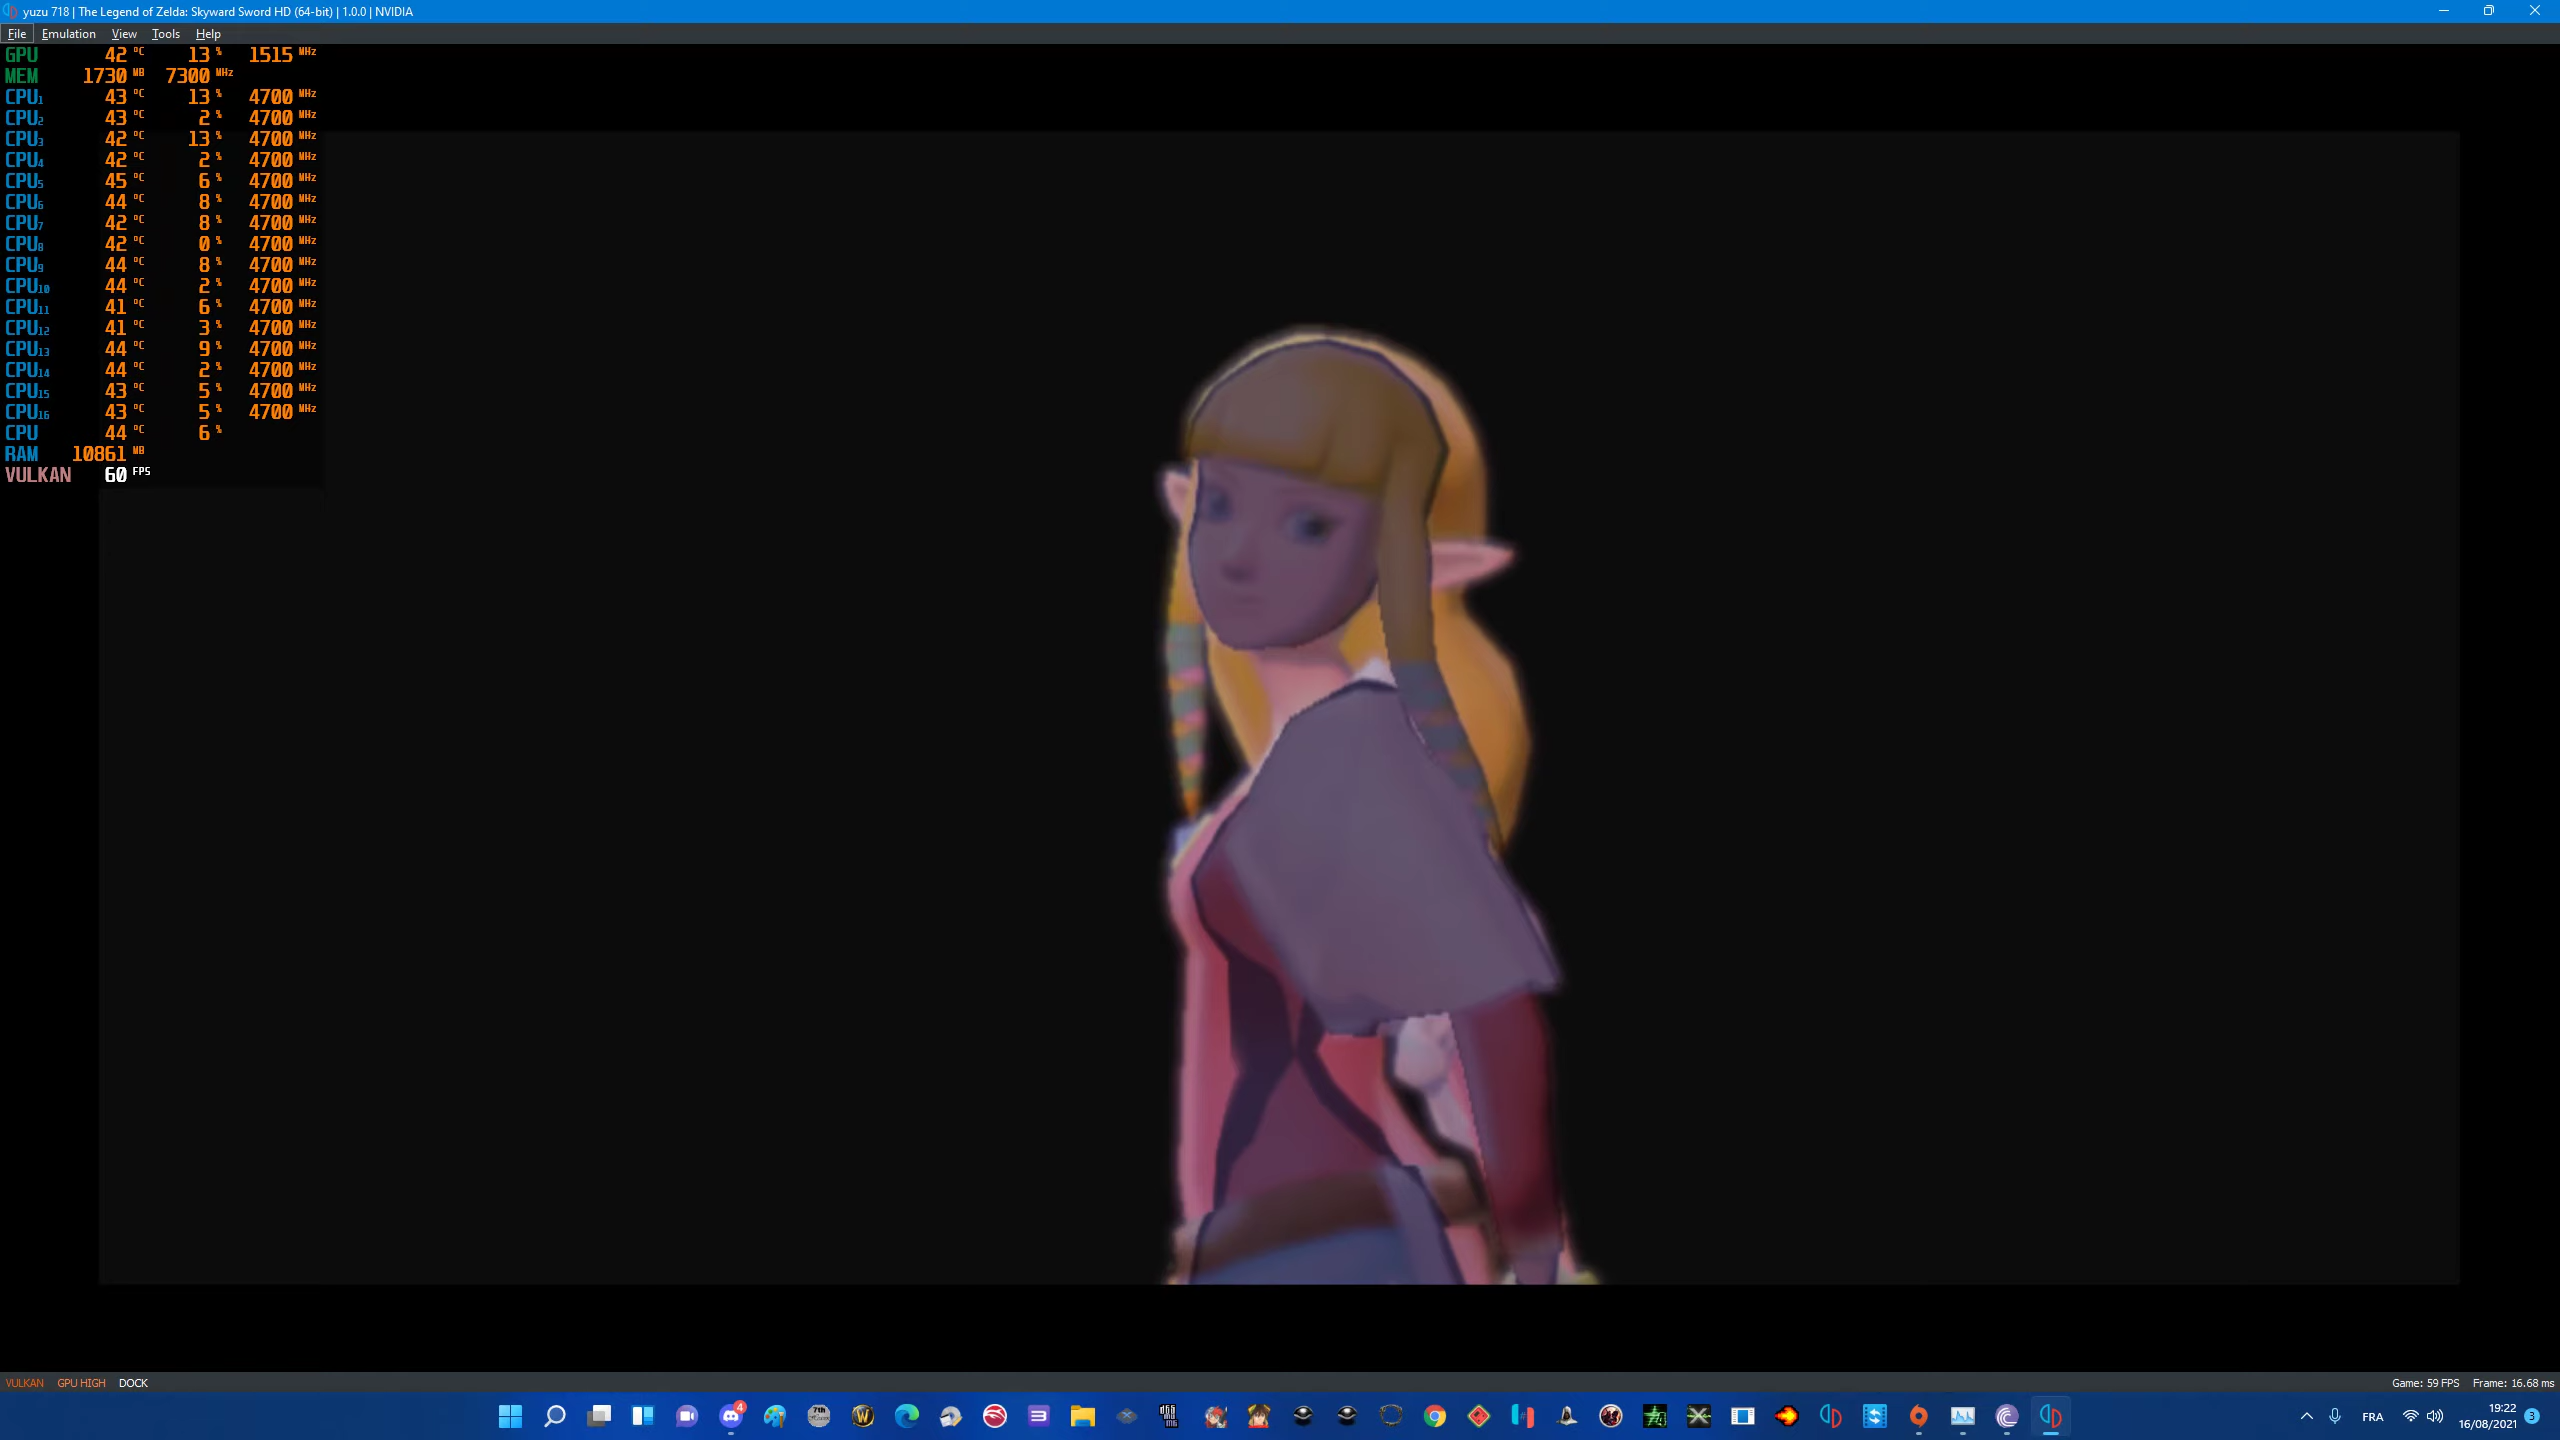 yuzu 718 | The Legend of Zelda: Skyward Sword HD (64-bit) | 1.0.0 | NVIDIA
File Emulation View Tools Help
GPU 42 °C 13 % 1515 MHz
MEM 1730 MB 7300 MHz
CPU1 43 °C 13 % 4700 MHz
CPU2 43 °C 2 % 4700 MHz
CPU3 42 °C 13 % 4700 MHz
CPU4 42 °C 2 % 4700 MHz
CPU5 45 °C 6 % 4700 MHz
CPU6 44 °C 8 % 4700 MHz
CPU7 42 °C 8 % 4700 MHz
CPU8 42 °C 0 % 4700 MHz
CPU9 44 °C 8 % 4700 MHz
CPU10 44 °C 2 % 4700 MHz
CPU11 41 °C 6 % 4700 MHz
CPU12 41 °C 3 % 4700 MHz
CPU13 44 °C 9 % 4700 MHz
CPU14 44 °C 2 % 4700 MHz
CPU15 43 °C 5 % 4700 MHz
CPU16 43 °C 5 % 4700 MHz
CPU 44 °C 6 %
RAM 10861 MB
VULKAN 60 FPS
VULKAN GPU HIGH DOCK Game: 59 FPS Frame: 16.68 ms
4
7th
FRA
19:22
16/08/2021
3